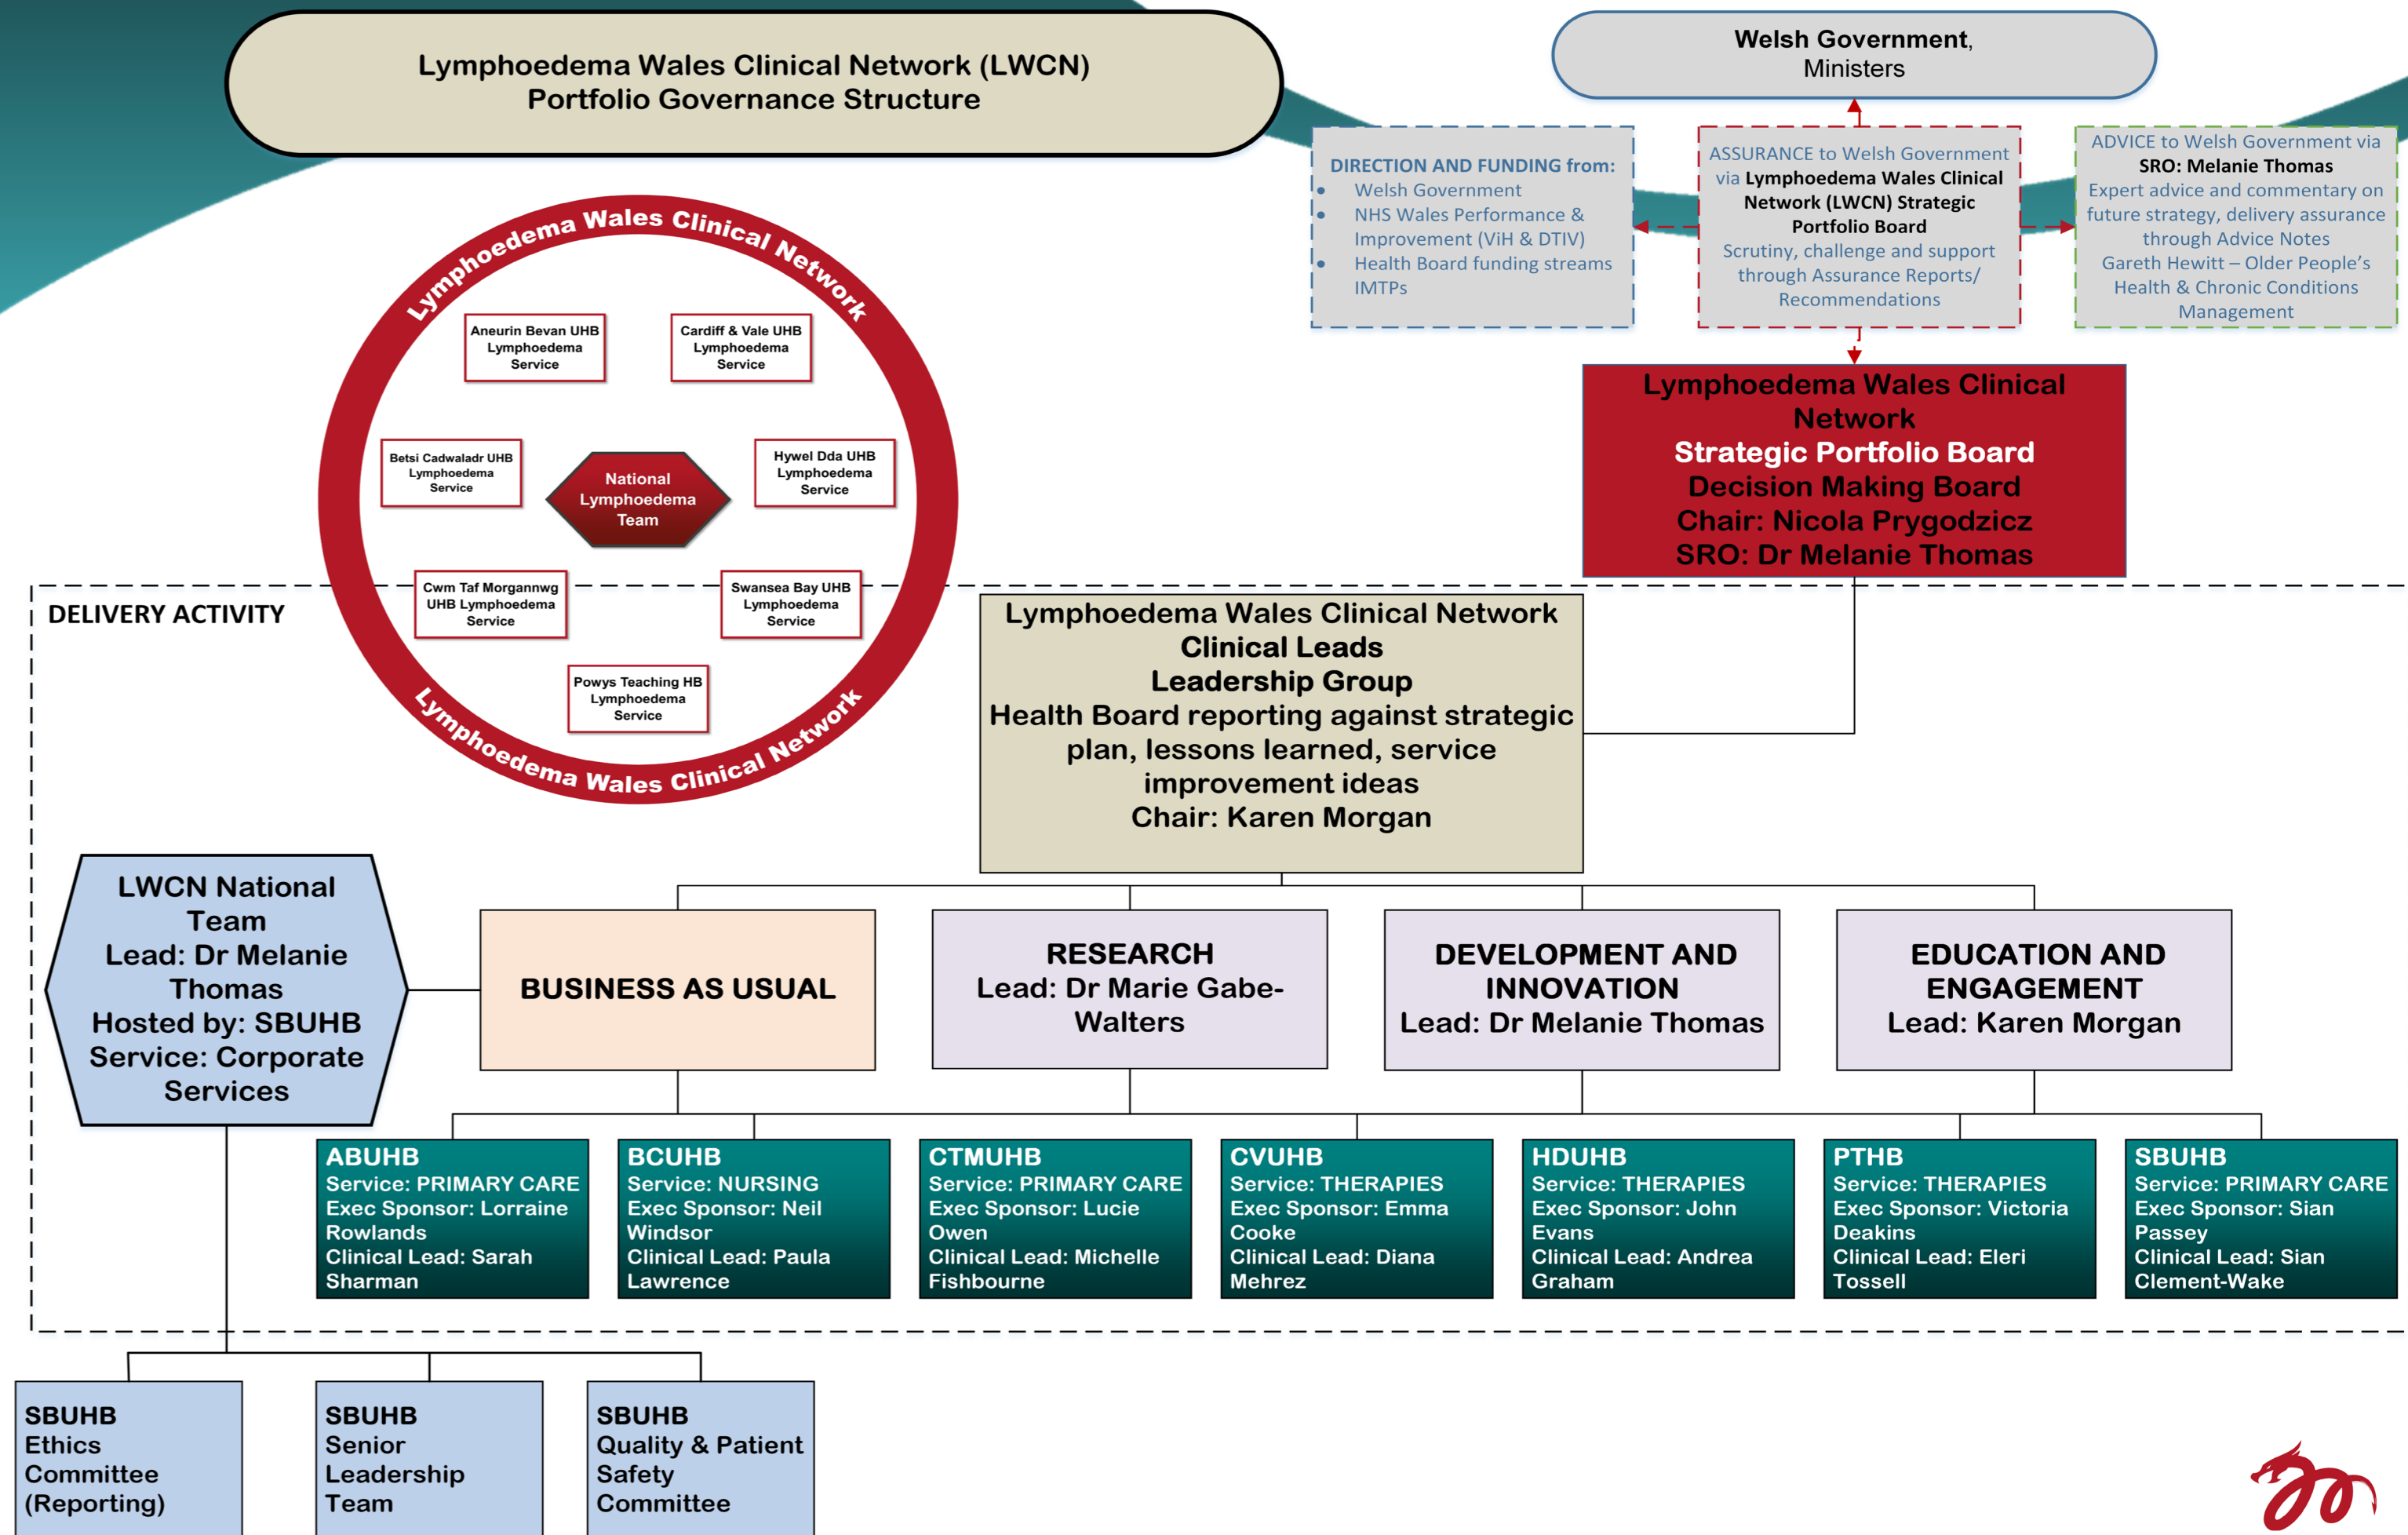 Lymphoedema Wales Clinical Network (LWCN)
Portfolio Governance Structure
Welsh Government,
Ministers
DIRECTION AND FUNDING from:
• Welsh Government
• NHS Wales Performance &
Improvement (ViH & DTIV)
• Health Board funding streams
IMTPs
ASSURANCE to Welsh Government
via Lymphoedema Wales Clinical
Network (LWCN) Strategic
Portfolio Board
Scrutiny, challenge and support
through Assurance Reports/
Recommendations
ADVICE to Welsh Government via
SRO: Melanie Thomas
Expert advice and commentary on
future strategy, delivery assurance
through Advice Notes
Gareth Hewitt – Older People’s
Health & Chronic Conditions
Management
Lymphoedema Wales Clinical Network
Aneurin Bevan UHB
Lymphoedema
Service
Cardiff & Vale UHB
Lymphoedema
Service
Betsi Cadwaladr UHB
Lymphoedema
Service
National
Lymphoedema
Team
Hywel Dda UHB
Lymphoedema
Service
Cwm Taf Morgannwg
UHB Lymphoedema
Service
Swansea Bay UHB
Lymphoedema
Service
Powys Teaching HB
Lymphoedema
Service
Lymphoedema Wales Clinical Network
Lymphoedema Wales Clinical
Network
Strategic Portfolio Board
Decision Making Board
Chair: Nicola Prygodzicz
SRO: Dr Melanie Thomas
DELIVERY ACTIVITY
Lymphoedema Wales Clinical Network
Clinical Leads
Leadership Group
Health Board reporting against strategic
plan, lessons learned, service
improvement ideas
Chair: Karen Morgan
LWCN National
Team
Lead: Dr Melanie
Thomas
Hosted by: SBUHB
Service: Corporate
Services
BUSINESS AS USUAL
RESEARCH
Lead: Dr Marie Gabe-
Walters
DEVELOPMENT AND
INNOVATION
Lead: Dr Melanie Thomas
EDUCATION AND
ENGAGEMENT
Lead: Karen Morgan
ABUHB
Service: PRIMARY CARE
Exec Sponsor: Lorraine
Rowlands
Clinical Lead: Sarah
Sharman
BCUHB
Service: NURSING
Exec Sponsor: Neil
Windsor
Clinical Lead: Paula
Lawrence
CTMUHB
Service: PRIMARY CARE
Exec Sponsor: Lucie
Owen
Clinical Lead: Michelle
Fishbourne
CVUHB
Service: THERAPIES
Exec Sponsor: Emma
Cooke
Clinical Lead: Diana
Mehrez
HDUHB
Service: THERAPIES
Exec Sponsor: John
Evans
Clinical Lead: Andrea
Graham
PTHB
Service: THERAPIES
Exec Sponsor: Victoria
Deakins
Clinical Lead: Eleri
Tossell
SBUHB
Service: PRIMARY CARE
Exec Sponsor: Sian
Passey
Clinical Lead: Sian
Clement-Wake
SBUHB
Ethics
Committee
(Reporting)
SBUHB
Senior
Leadership
Team
SBUHB
Quality & Patient
Safety
Committee